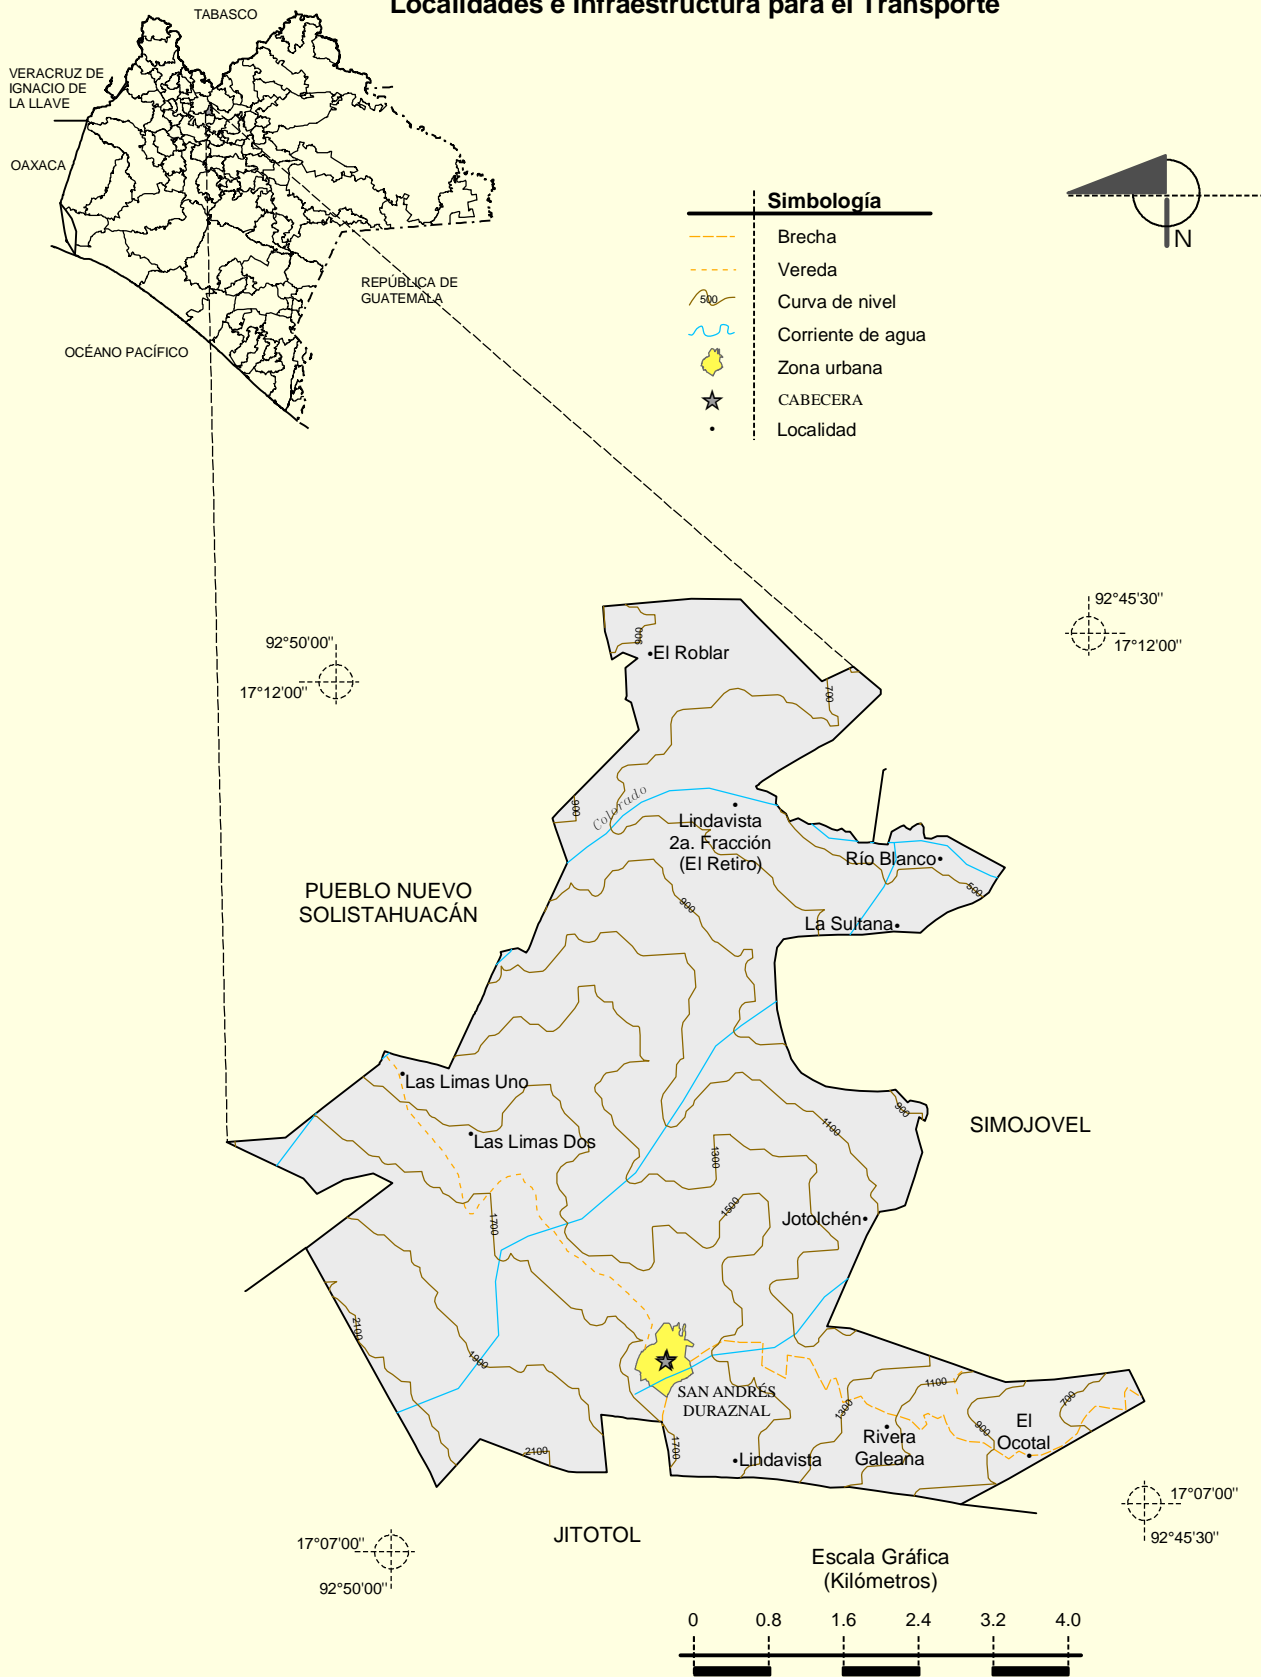 Localidades e Infraestructura para el Transporte
TABASCO
VERACRUZ DE
IGNACIO DE
LA LLAVE
OAXACA
REPÚBLICA DE
GUATEMALA
OCÉANO PACÍFICO
Simbología
Brecha
Vereda
500
Curva de nivel
Corriente de agua
Zona urbana
CABECERA
Localidad
N
92°50'00"
17°12'00"
92°45'30"
17°12'00"
900
El Roblar
700
900
Colorado
Lindavista
2a. Fracción
(El Retiro)
Río Blanco
500
La Sultana
900
PUEBLO NUEVO
SOLISTAHUACÁN
Las Limas Uno
Las Limas Dos
900
1100
SIMOJOVEL
1300
1500
1700
Jotolchén
2100
1900
SAN ANDRÉS
DURAZNAL
2100
1700
Lindavista
1300
1100
Rivera
Galeana
900
El
Ocotal
700
17°07'00"
92°50'00"
JITOTOL
17°07'00"
92°45'30"
Escala Gráfica
(Kilómetros)
0 0.8 1.6 2.4 3.2 4.0